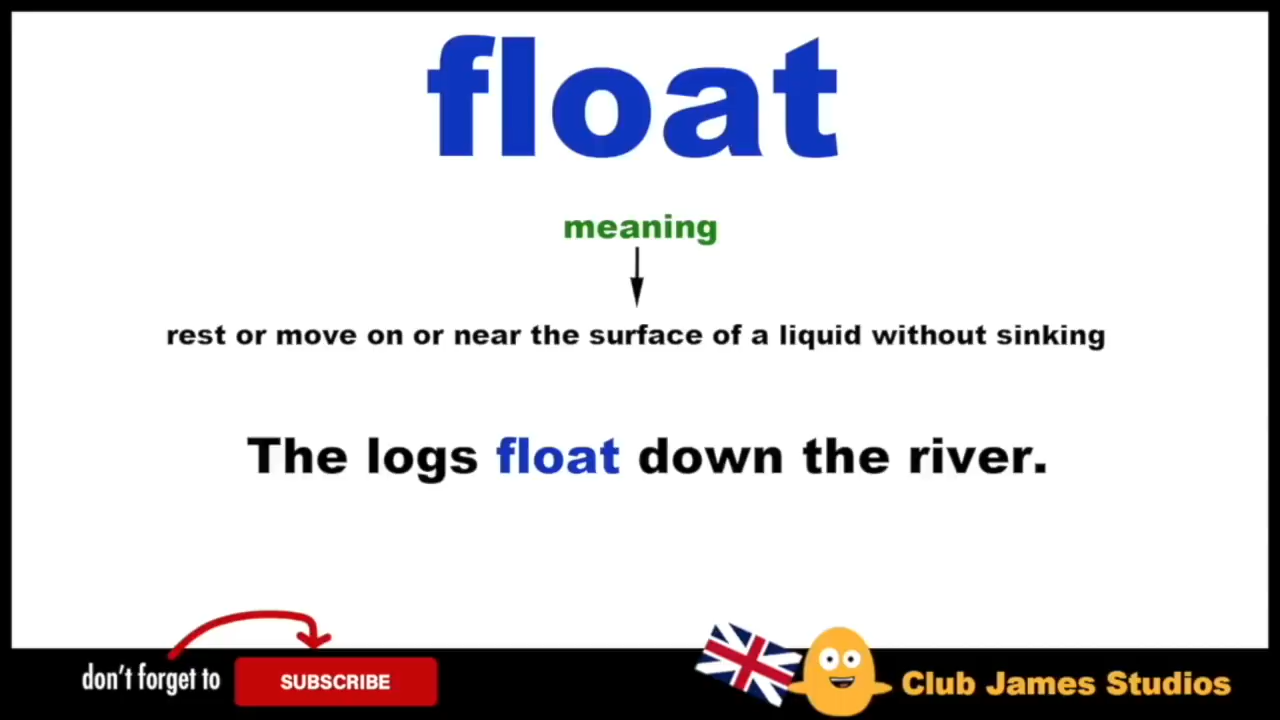 float
meaning
rest or move on or near the surface of a liquid without sinking
The logs float down the river.
don't forget to
SUBSCRIBE
Club James Studios